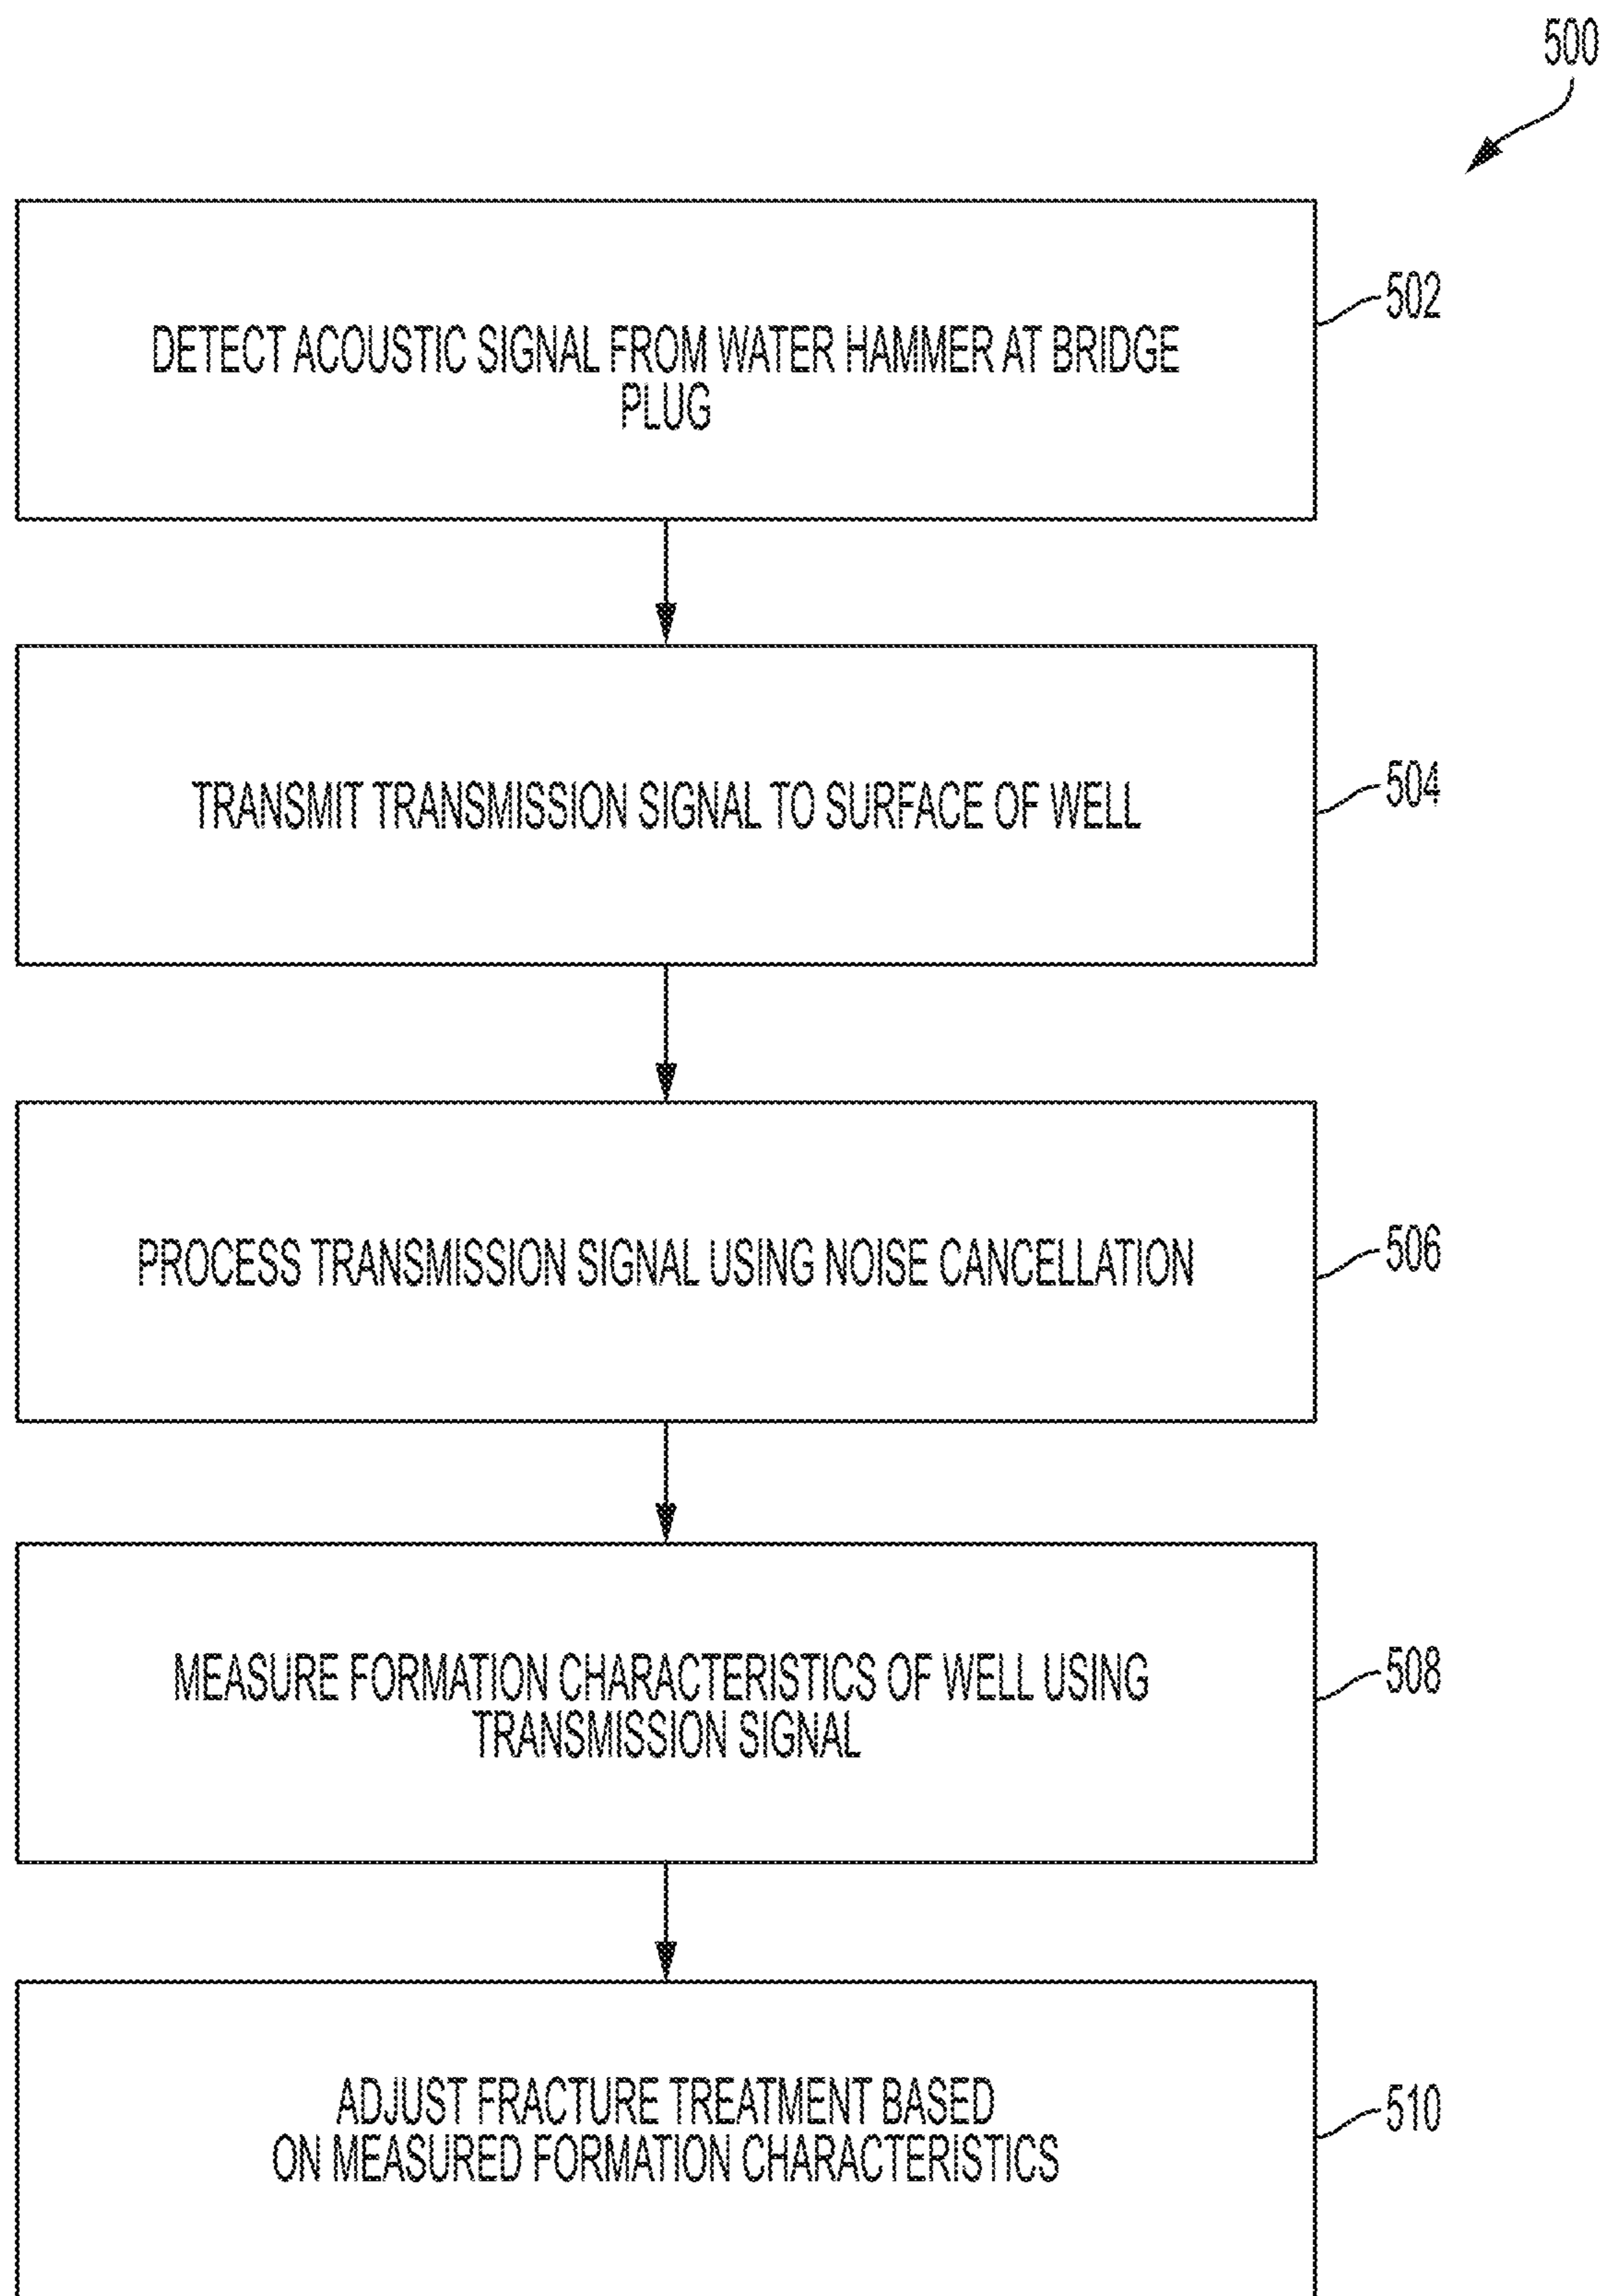 500
DETECT ACOUSTIC SIGNAL FROM WATER HAMMER AT BRIDGE
PLUG
502
TRANSMIT TRANSMISSION SIGNAL TO SURFACE OF WELL
504
PROCESS TRANSMISSION SIGNAL USING NOISE CANCELLATION
506
MEASURE FORMATION CHARACTERISTICS OF WELL USING
TRANSMISSION SIGNAL
508
ADJUST FRACTURE TREATMENT BASED
ON MEASURED FORMATION CHARACTERISTICS
510